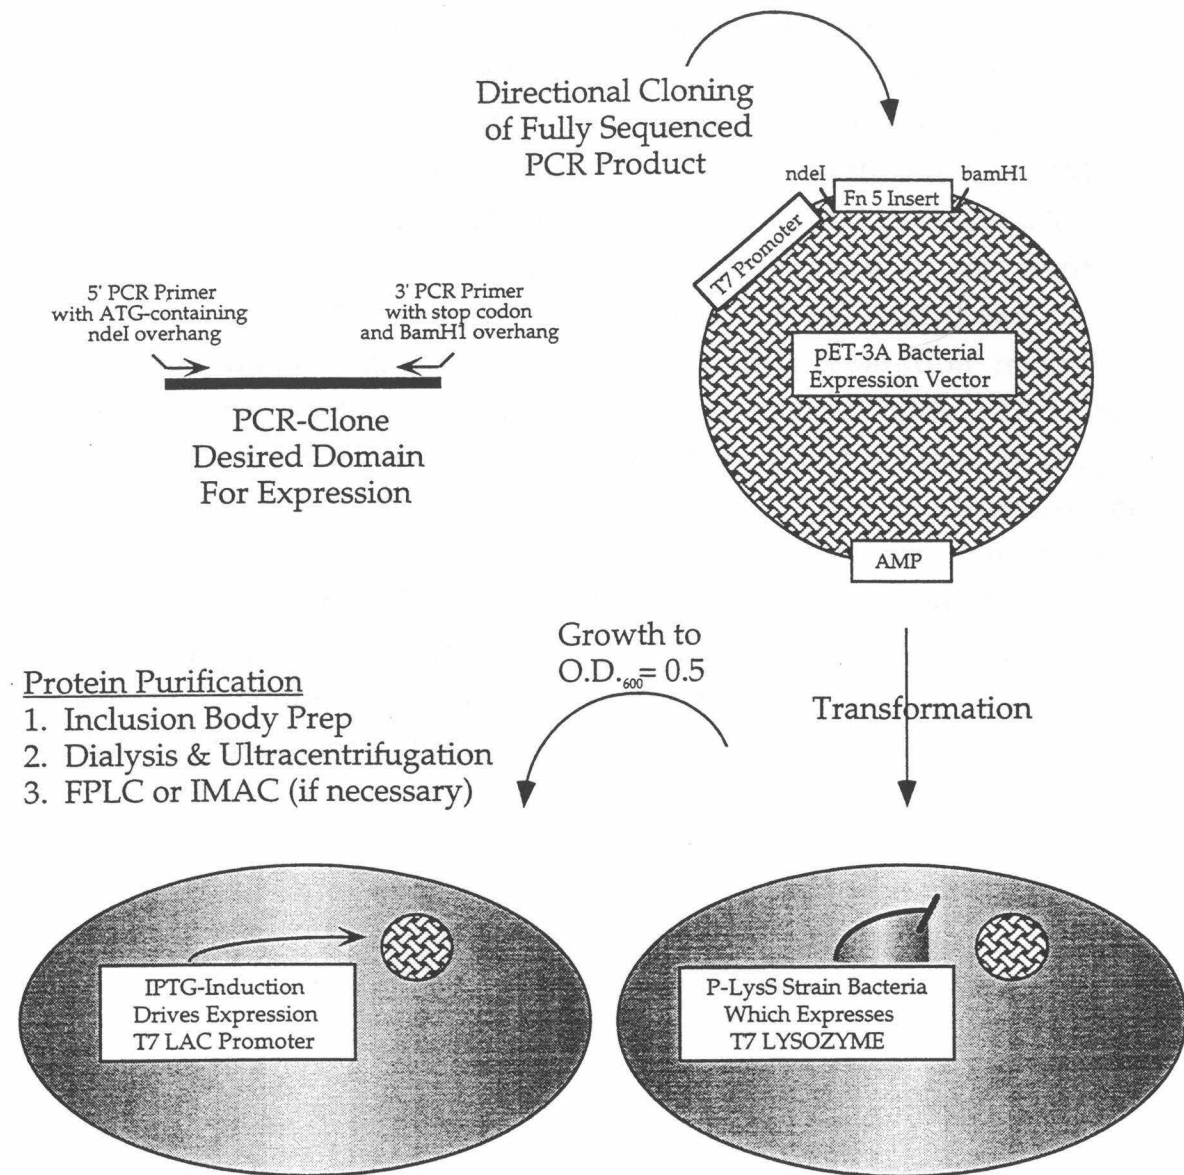 Directional Cloning
of Fully Sequenced
PCR Product
ndeI
bamH1
Fn 5 Insert
T7 Promoter
5' PCR Primer
with ATG-containing
ndeI overhang
3' PCR Primer
with stop codon
and BamH1 overhang
pET-3A Bacterial
Expression Vector
PCR-Clone
Desired Domain
For Expression
AMP
Growth to
O.D.600= 0.5
Transformation
Protein Purification
1. Inclusion Body Prep
2. Dialysis & Ultracentrifugation
3. FPLC or IMAC (if necessary)
IPTG-Induction
Drives Expression
T7 LAC Promoter
P-LysS Strain Bacteria
Which Expresses
T7 LYSOZYME